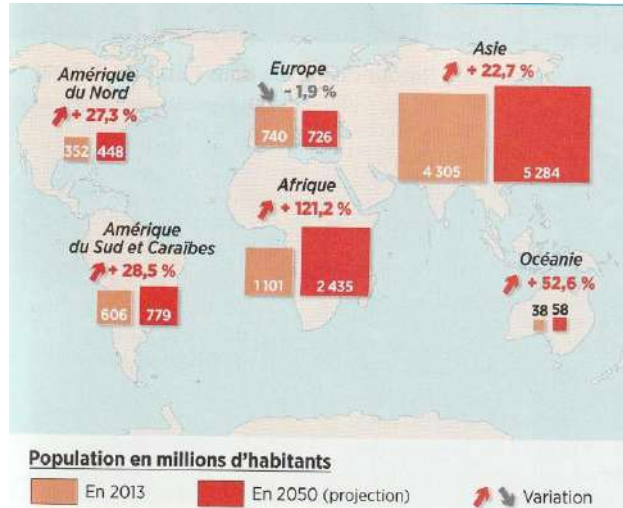 Amérique
du Nord
+ 27,3 %
352 448
Europe
- 1,9 %
740 726
Asie
+ 22,7 %
4 305 5 284
Afrique
+ 121,2 %
1 101 2 435
Amérique
du Sud et Caraïbes
+ 28,5 %
606 779
Océanie
+ 52,6 %
38 58
Population en millions d'habitants
En 2013 En 2050 (projection) Variation